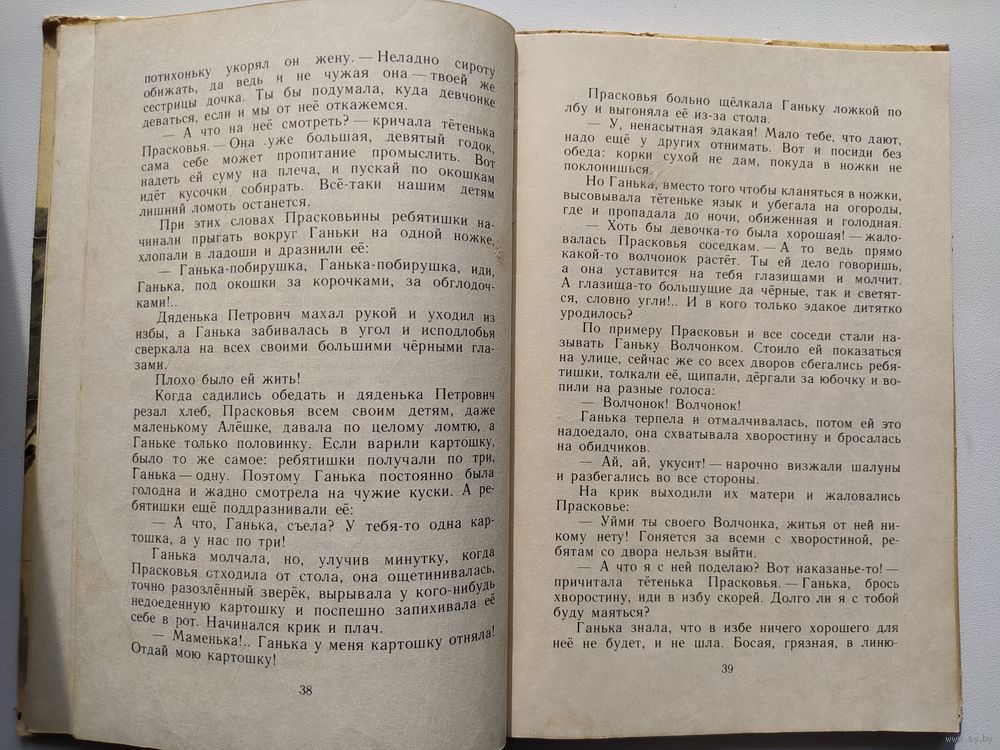 потихоньку укорял он жену. — Неладно сироту
обижать, да ведь и не чужая она — твоей же
сестрицы дочка. Ты бы подумала, куда девчонке
деваться, если и мы от неё откажемся.
— А что на неё смотреть? — кричала тётенька
Прасковья. — Она уже большая, девятый годок,
сама себе может пропитание промыслить. Вот
надеть ей суму на плеча, и пускай по окошкам
идёт кусочки собирать. Всё-таки нашим детям
лишний ломоть останется.
При этих словах Прасковьины ребятишки на-
чинали прыгать вокруг Ганьки на одной ножке,
хлопали в ладоши и дразнили её:
— Ганька-побирушка, Ганька-побирушка, иди,
Ганька, под окошки за корочками, за обглодоч-
ками!..
Дяденька Петрович махал рукой и уходил из
избы, а Ганька забивалась в угол и исподлобья
сверкала на всех своими большими чёрными гла-
зами.
Плохо было ей жить!
Когда садились обедать и дяденька Петрович
резал хлеб, Прасковья всем своим детям, даже
маленькому Алёшке, давала по целому ломтю, а
Ганьке только половинку. Если варили картошку,
было то же самое: ребятишки получали по три,
Ганька — одну. Поэтому Ганька постоянно была
голодна и жадно смотрела на чужие куски. А ре-
бятишки ещё поддразнивали её:
— А что, Ганька, съела? У тебя-то одна кар-
тошка, а у нас по три!
Ганька молчала, но, улучив минутку, когда
Прасковья отходила от стола, она ощетинивалась,
точно разозлённый зверёк, вырывала у кого-нибудь
недоеденную картошку и поспешно запихивала её
себе в рот. Начинался крик и плач.
— Маменька!.. Ганька у меня картошку отняла!
Отдай мою картошку!
38
Прасковья больно щёлкала Ганьку ложкой по
лбу и выгоняла её из-за стола.
— У, ненасытная эдакая! Мало тебе, что дают,
надо ещё у других отнимать. Вот и посиди без
обеда: корки сухой не дам, покуда в ножки не
поклонишься.
Но Ганька, вместо того чтобы кланяться в ножки,
высовывала тётеньке язык и убегала на огороды,
где и пропадала до ночи, обиженная и голодная.
— Хоть бы девочка-то была хорошая! — жало-
валась Прасковья соседкам. — А то ведь прямо
какой-то волчонок растёт. Ты ей дело говоришь,
а она уставится на тебя глазищами и молчит.
А глазища-то большущие да чёрные, так и светят-
ся, словно угли!.. И в кого только эдакое дитятко
уродилось?
По примеру Прасковьи и все соседи стали на-
зывать Ганьку Волчонком. Стоило ей показаться
на улице, сейчас же со всех дворов сбегались ребя-
тишки, толкали её, щипали, дёргали за юбочку и во-
пили на разные голоса:
— Волчонок! Волчонок!
Ганька терпела и отмалчивалась, потом ей это
надоедало, она схватывала хворостину и бросалась
на обидчиков.
— Ай, ай, укусит! — нарочно визжали шалуны
и разбегались во все стороны.
На крик выходили их матери и жаловались
Прасковье:
— Уйми ты своего Волчонка, житья от ней ни-
кому нету! Гоняется за всеми с хворостиной, ре-
бятам со двора нельзя выйти.
— А что я с ней поделаю? Вот наказанье-то! —
причитала тётенька Прасковья. — Ганька, брось
хворостину, иди в избу скорей. Долго ли я с тобой
буду маяться?
Ганька знала, что в избе ничего хорошего для
неё не будет, и не шла. Босая, грязная, в линю-
39
www.ay.by